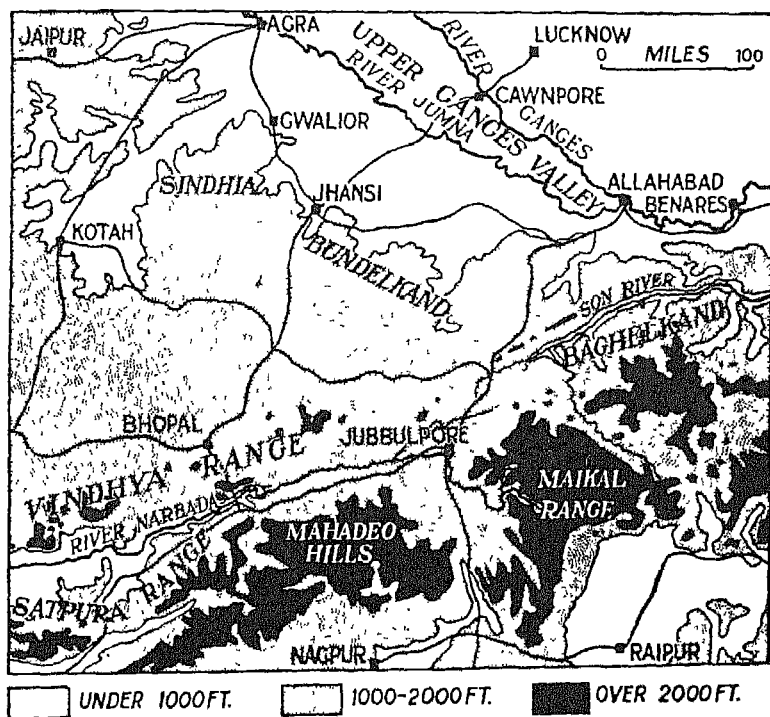 JAIPUR
AGRA
LUCKNOW
0 MILES 100
UPPER GANGES VALLEY
RIVER JUMNA
RIVER GANGES
CAWNPORE
GWALIOR
SINDHIA
JHANSI
ALLAHABAD
BENARES
KOTAH
BUNDELKAND
SON RIVER
BAGHELKAND
BHOPAL
JUBBULPORE
VINDHYA RANGE
RIVER NARBADA
MAIKAL
RANGE
MAHADEO
HILLS
SATPURA RANGE
NAGPUR
RAIPUR
UNDER 1000 FT.
1000-2000 FT.
OVER 2000 FT.